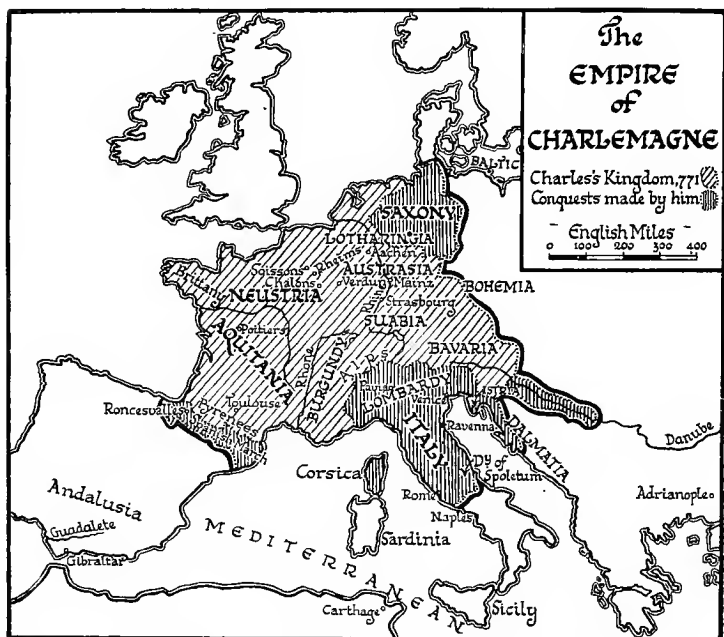 The
EMPIRE
of
CHARLEMAGNE
Charles's Kingdom, 771
Conquests made by him
English Miles
0 100 200 300 400
BALTIC
SAXONY
LOTHARINGIA
Rheims
Aachen
Soissons
AUSTRASIA
Chalons
Verdun
Mainz
BOHEMIA
Brittany
NEUSTRIA
Strasbourg
SUABIA
AQUITANIA
Poitiers
BAVARIA
Rhone
BURGUNDY
Alps
Pavia
LOMBARDY
Venice
ISTRIA
Toulouse
Roncesvalles
Pyrenees
Spanish March
Ravenna
DALMATIA
Danube
ITALY
Corsica
Dy of
Spoletum
Andalusia
Rome
Adrianople
Naples
Guadalete
Sardinia
MEDITERRANEAN
Gibraltar
Carthage
Sicily